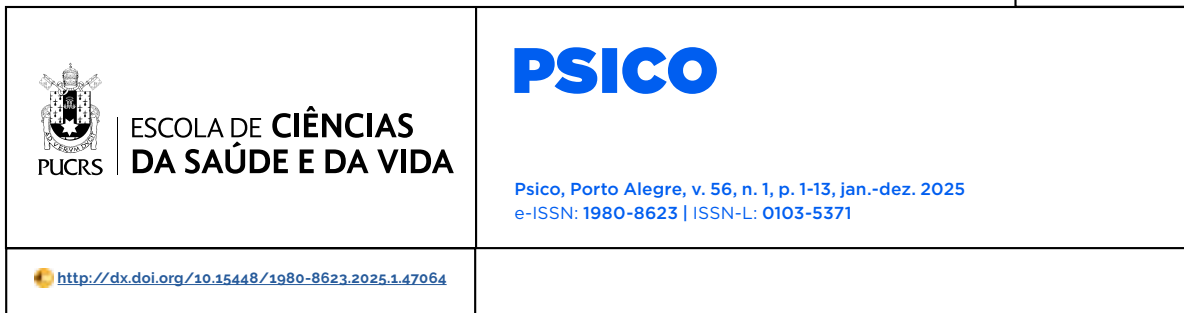 PUCRS
ESCOLA DE CIÊNCIAS
DA SAÚDE E DA VIDA
PSICO
Psico, Porto Alegre, v. 56, n. 1, p. 1-13, jan.-dez. 2025
e-ISSN: 1980-8623 | ISSN-L: 0103-5371
http://dx.doi.org/10.15448/1980-8623.2025.1.47064